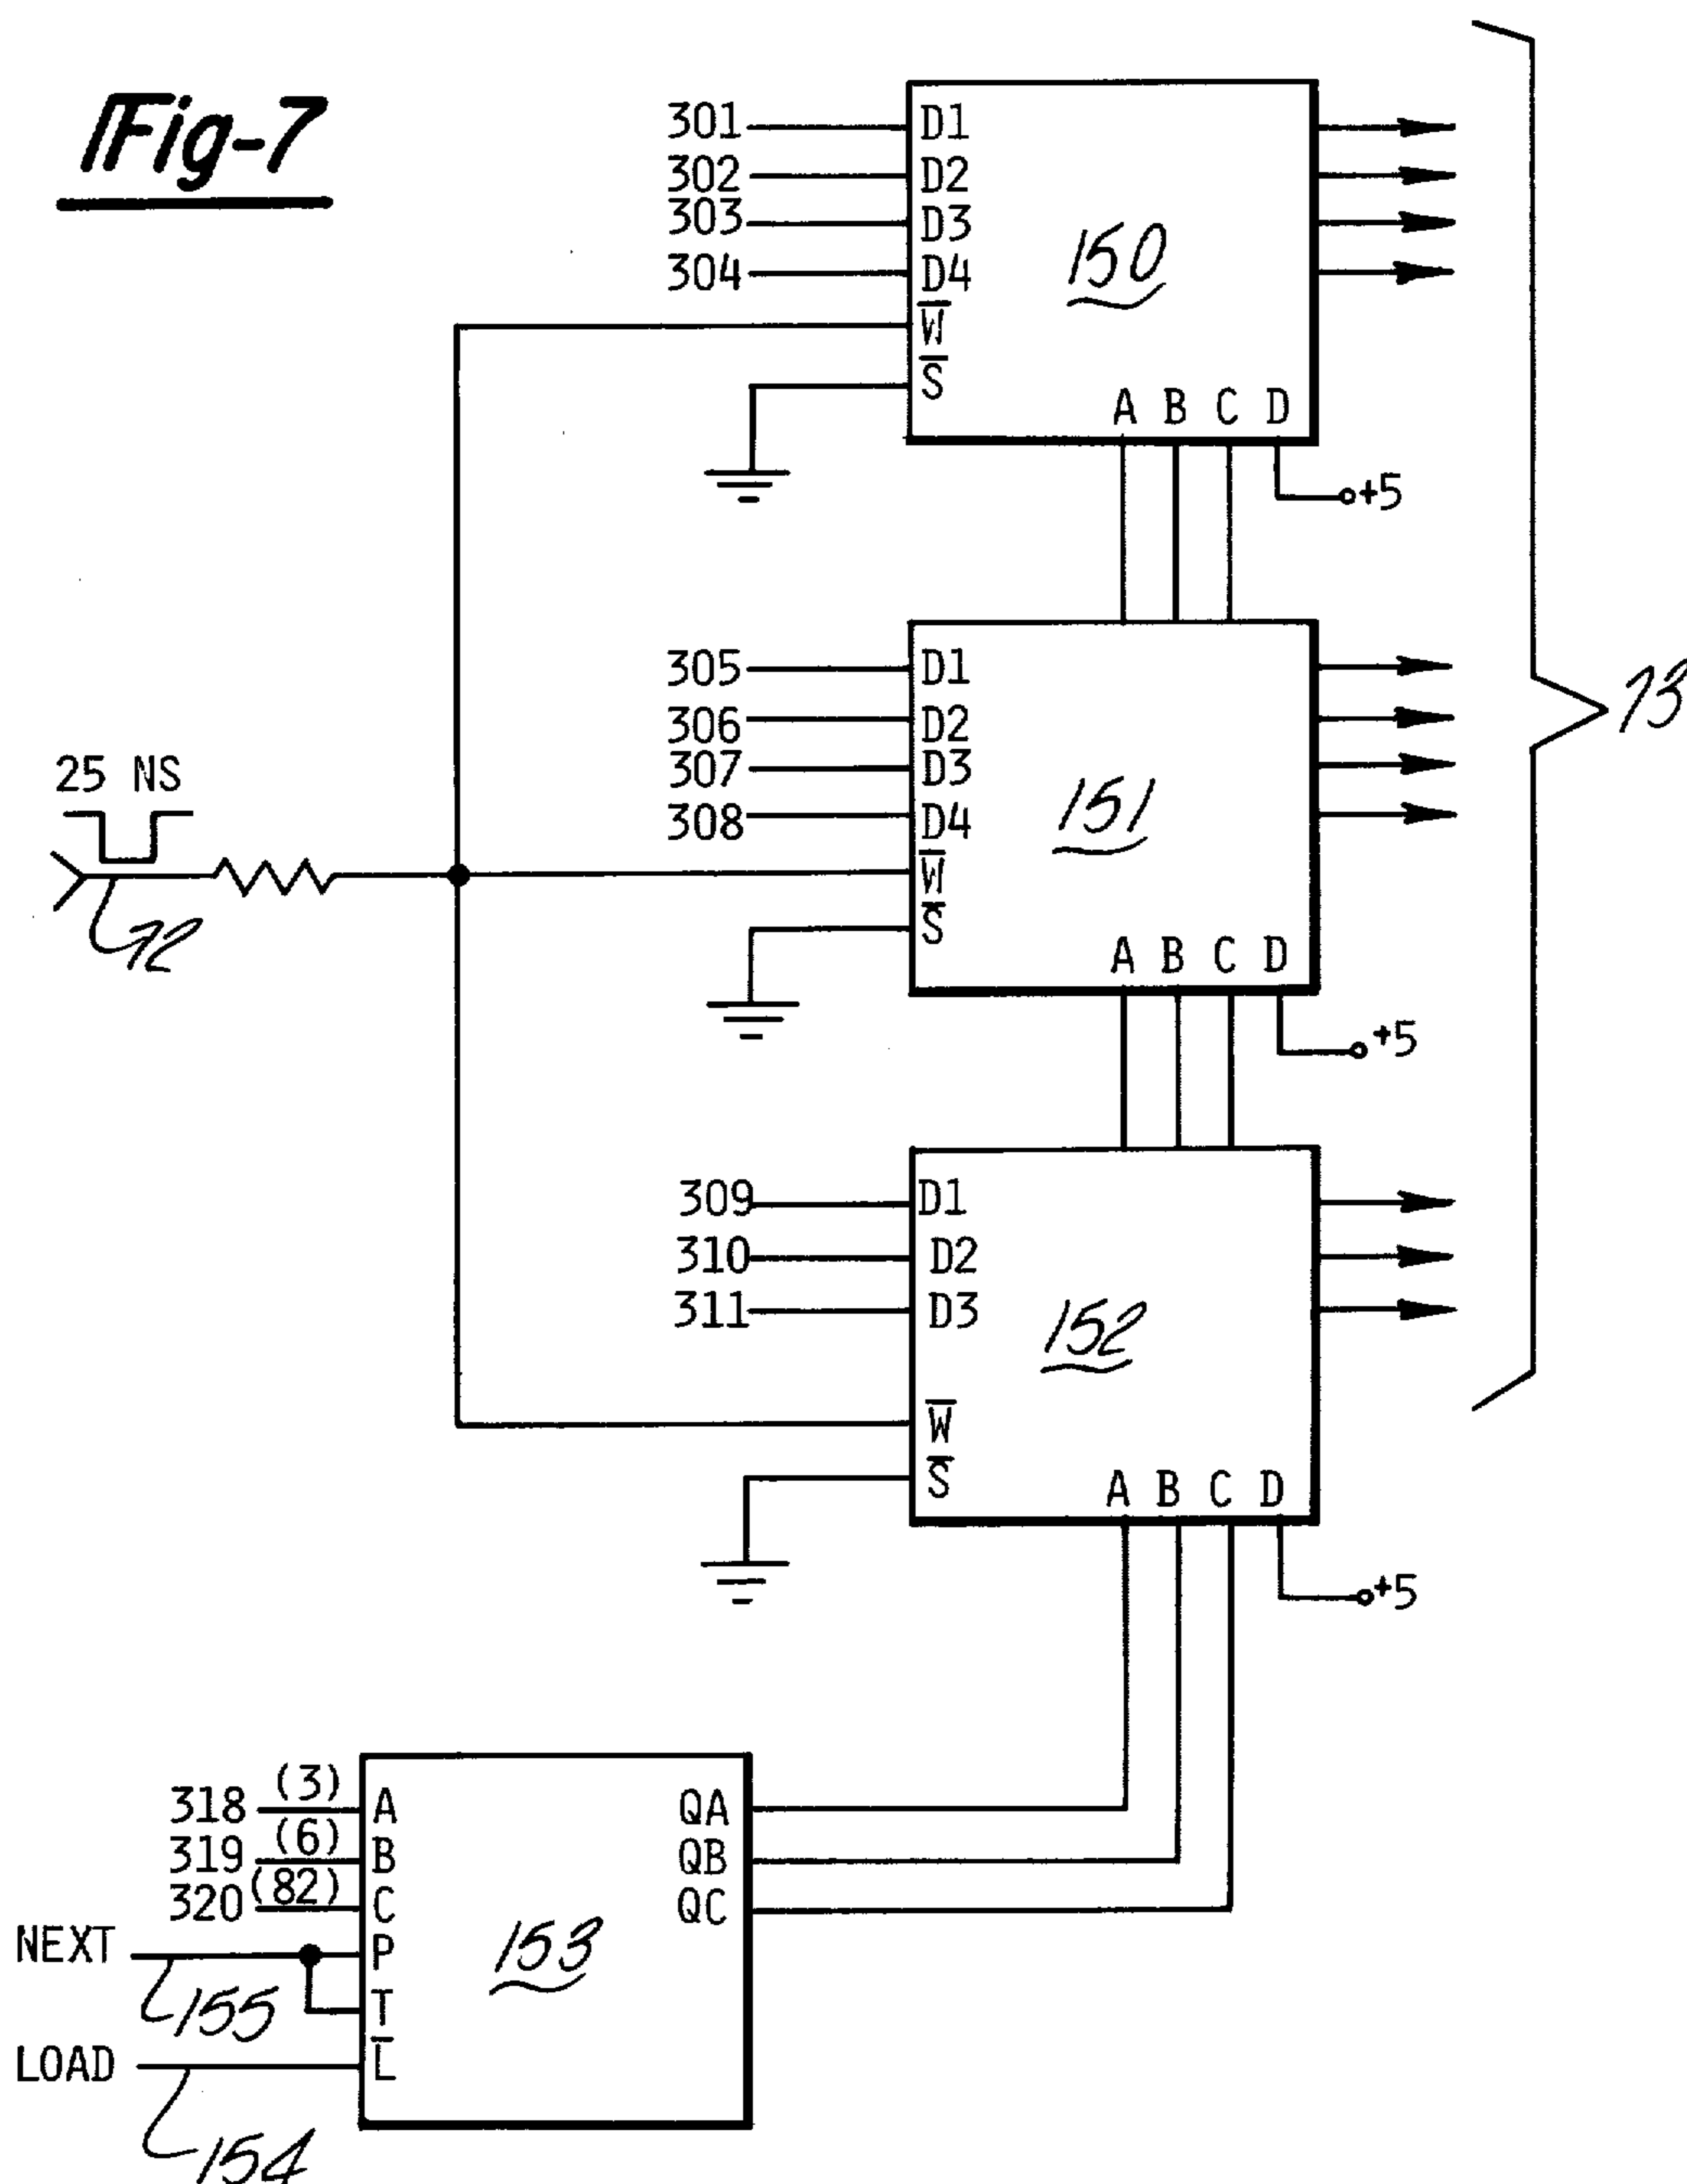 Fig-7
301 D1
302 D2
303 D3
304 D4
150
W̅
S̅
A B C D
+5
305 D1
306 D2
307 D3
308 D4
151
73
25 NS
72
W̅
S̅
A B C D
+5
309 D1
310 D2
311 D3
152
W̅
S̅
A B C D
+5
318 (3) A QA
319 (6) B QB
320 (82) C QC
153
NEXT P
155 T
LOAD L̅
154